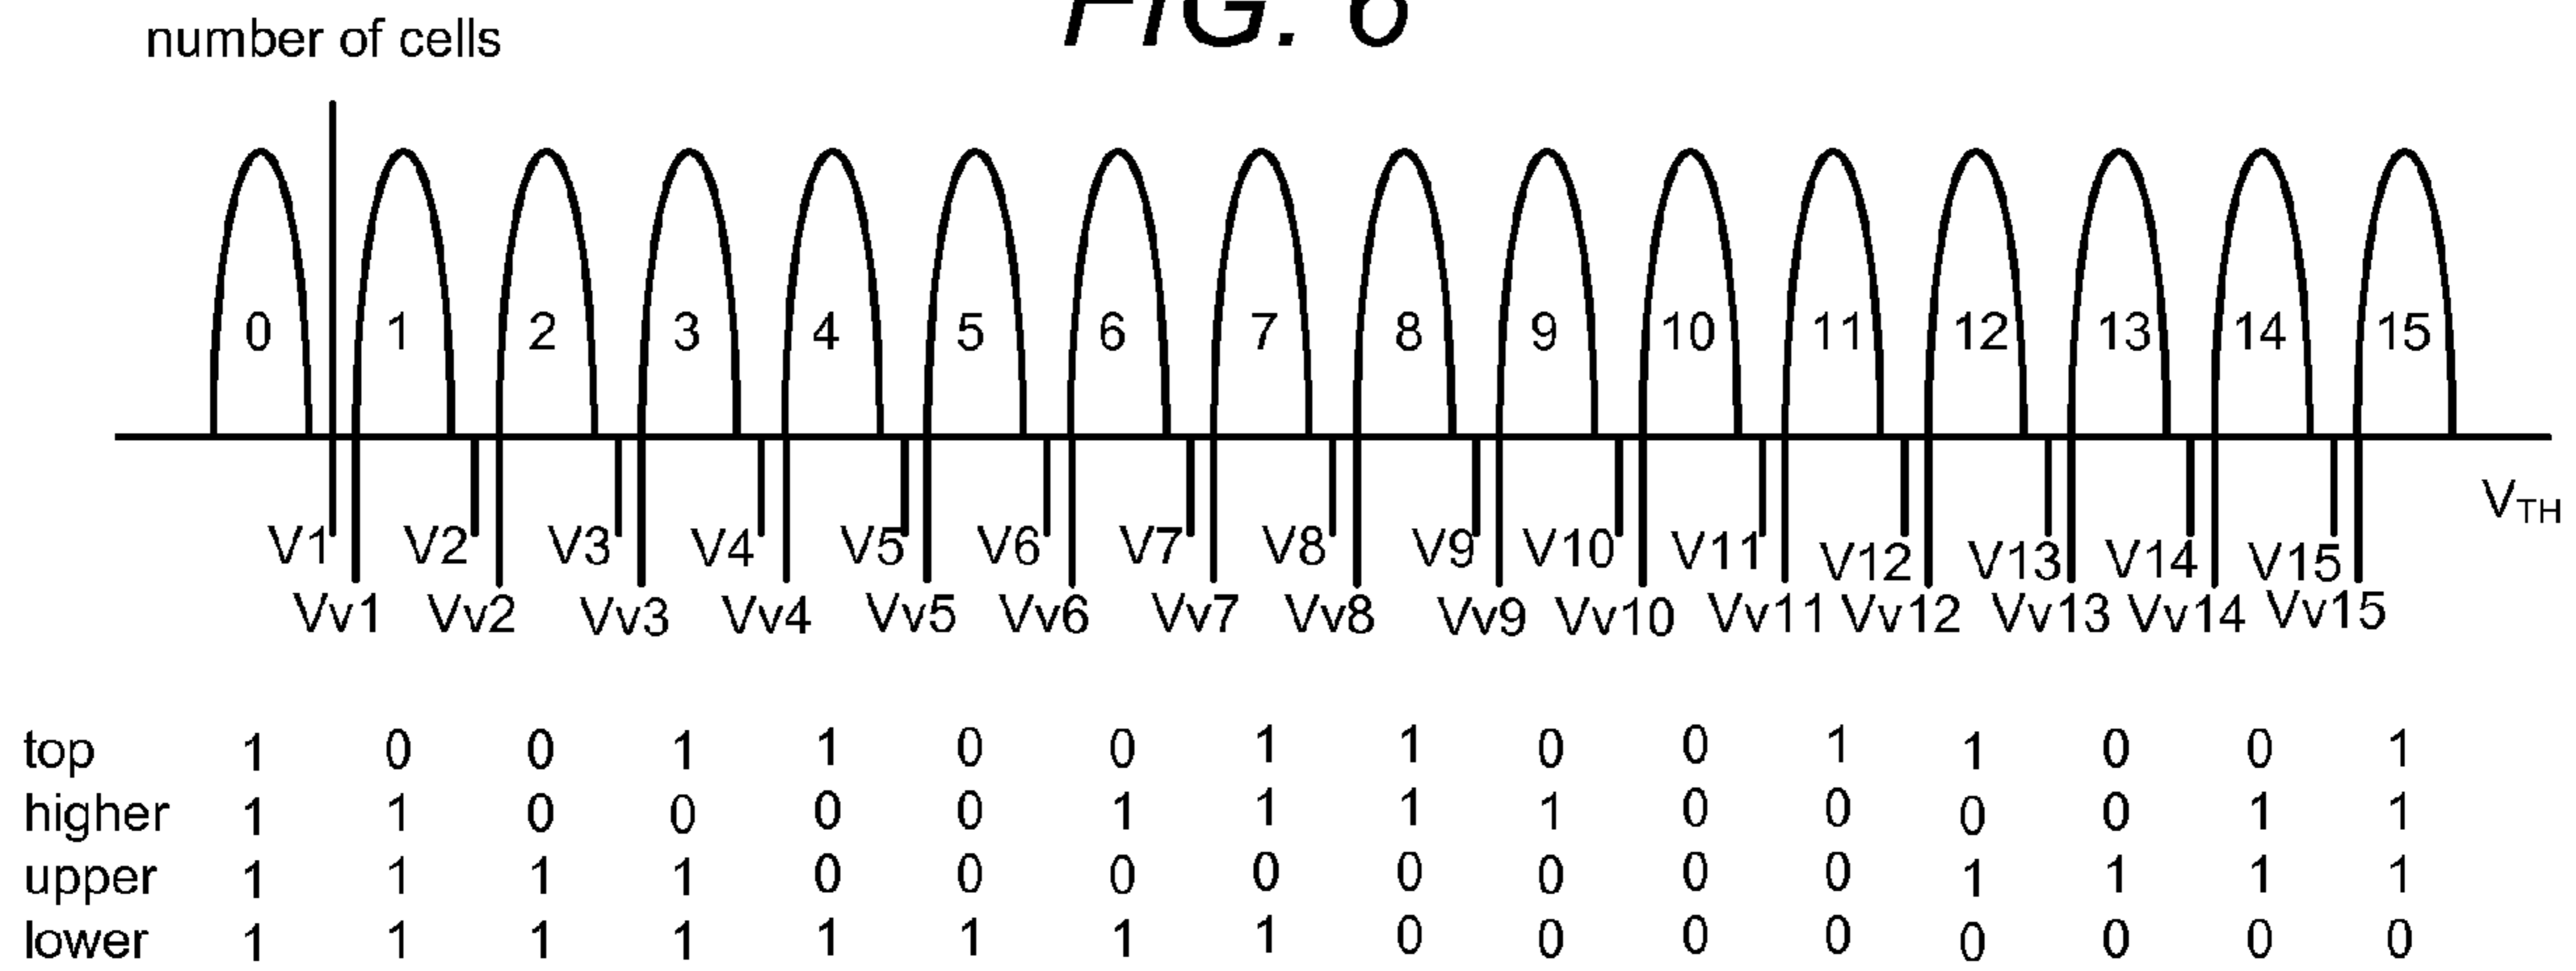 FIG. 6
number of cells
0 1 2 3 4 5 6 7 8 9 10 11 12 13 14 15
V_TH
V1 V2 V3 V4 V5 V6 V7 V8 V9 V10 V11 V12 V13 V14 V15
Vv1 Vv2 Vv3 Vv4 Vv5 Vv6 Vv7 Vv8 Vv9 Vv10 Vv11 Vv12 Vv13 Vv14 Vv15
top 1 0 0 1 1 0 0 1 1 0 0 1 1 0 0 1
higher 1 1 0 0 0 0 1 1 1 1 0 0 0 0 1 1
upper 1 1 1 1 0 0 0 0 0 0 0 0 1 1 1 1
lower 1 1 1 1 1 1 1 1 0 0 0 0 0 0 0 0